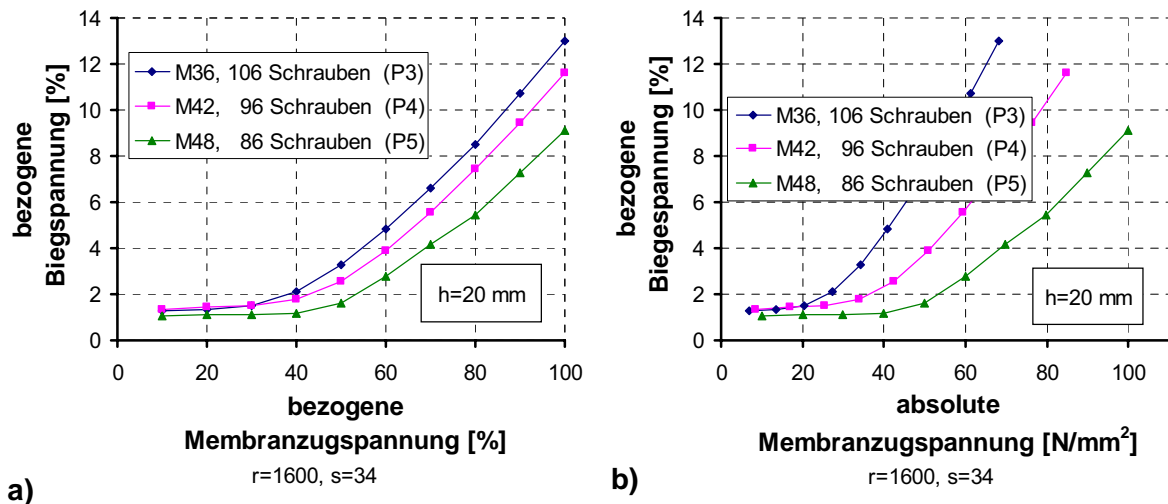 bezogene
Biegspannung [%]
14
12
10
8
6
4
2
0
M36, 106 Schrauben (P3)
M42, 96 Schrauben (P4)
M48, 86 Schrauben (P5)
h=20 mm
0 20 40 60 80 100
bezogene
Membranzugspannung [%]
r=1600, s=34
a)
bezogene
Biegespannung [%]
14
12
10
8
6
4
2
0
M36, 106 Schrauben (P3)
M42, 96 Schrauben (P4)
M48, 86 Schrauben (P5)
h=20 mm
0 20 40 60 80 100
absolute
Membranzugspannung [N/mm²]
r=1600, s=34
b)